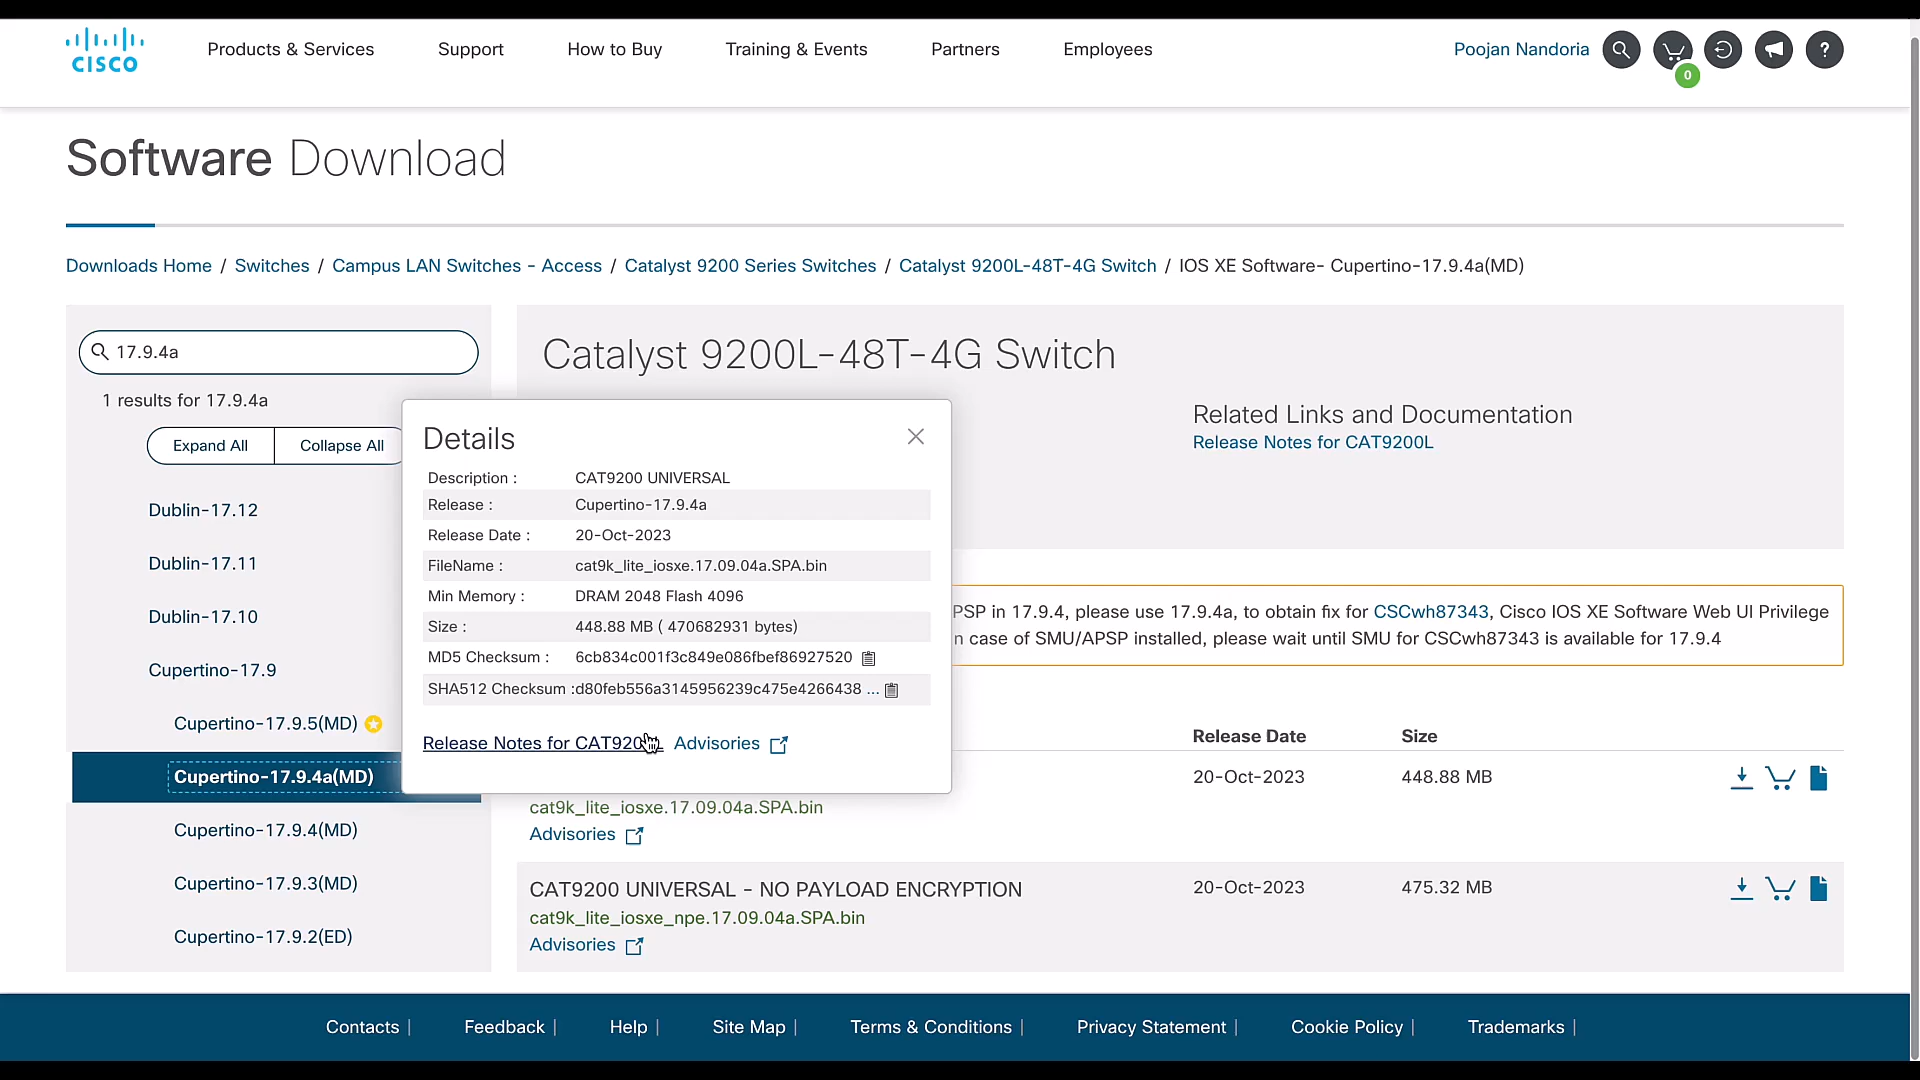 CISCO
Products & Services
Support
How to Buy
Training & Events
Partners
Employees
Poojan Nandoria
?
0
Software Download
Downloads Home / Switches / Campus LAN Switches - Access / Catalyst 9200 Series Switches / Catalyst 9200L-48T-4G Switch / IOS XE Software- Cupertino-17.9.4a(MD)
17.9.4a
1 results for 17.9.4a
Expand All
Collapse All
Dublin-17.12
Dublin-17.11
Dublin-17.10
Cupertino-17.9
Cupertino-17.9.5(MD)
Cupertino-17.9.4a(MD)
Cupertino-17.9.4(MD)
Cupertino-17.9.3(MD)
Cupertino-17.9.2(ED)
Catalyst 9200L-48T-4G Switch
Related Links and Documentation
Release Notes for CAT9200L
Details
Description : CAT9200 UNIVERSAL
Release : Cupertino-17.9.4a
Release Date : 20-Oct-2023
FileName : cat9k_lite_iosxe.17.09.04a.SPA.bin
Min Memory : DRAM 2048 Flash 4096
Size : 448.88 MB ( 470682931 bytes)
MD5 Checksum : 6cb834c001f3c849e086fbef86927520
SHA512 Checksum :d80feb556a3145956239c475e4266438 ...
Release Notes for Advisories
PSP in 17.9.4, please use 17.9.4a, to obtain fix for CSCwh87343, Cisco IOS XE Software Web UI Privilege
n case of SMU/APSP installed, please wait until SMU for CSCwh87343 is available for 17.9.4
Release Date Size
20-Oct-2023 448.88 MB
cat9k_lite_iosxe.17.09.04a.SPA.bin
Advisories
CAT9200 UNIVERSAL - NO PAYLOAD ENCRYPTION 20-Oct-2023 475.32 MB
cat9k_lite_iosxe_npe.17.09.04a.SPA.bin
Advisories
Contacts | Feedback | Help | Site Map | Terms & Conditions | Privacy Statement | Cookie Policy | Trademarks |